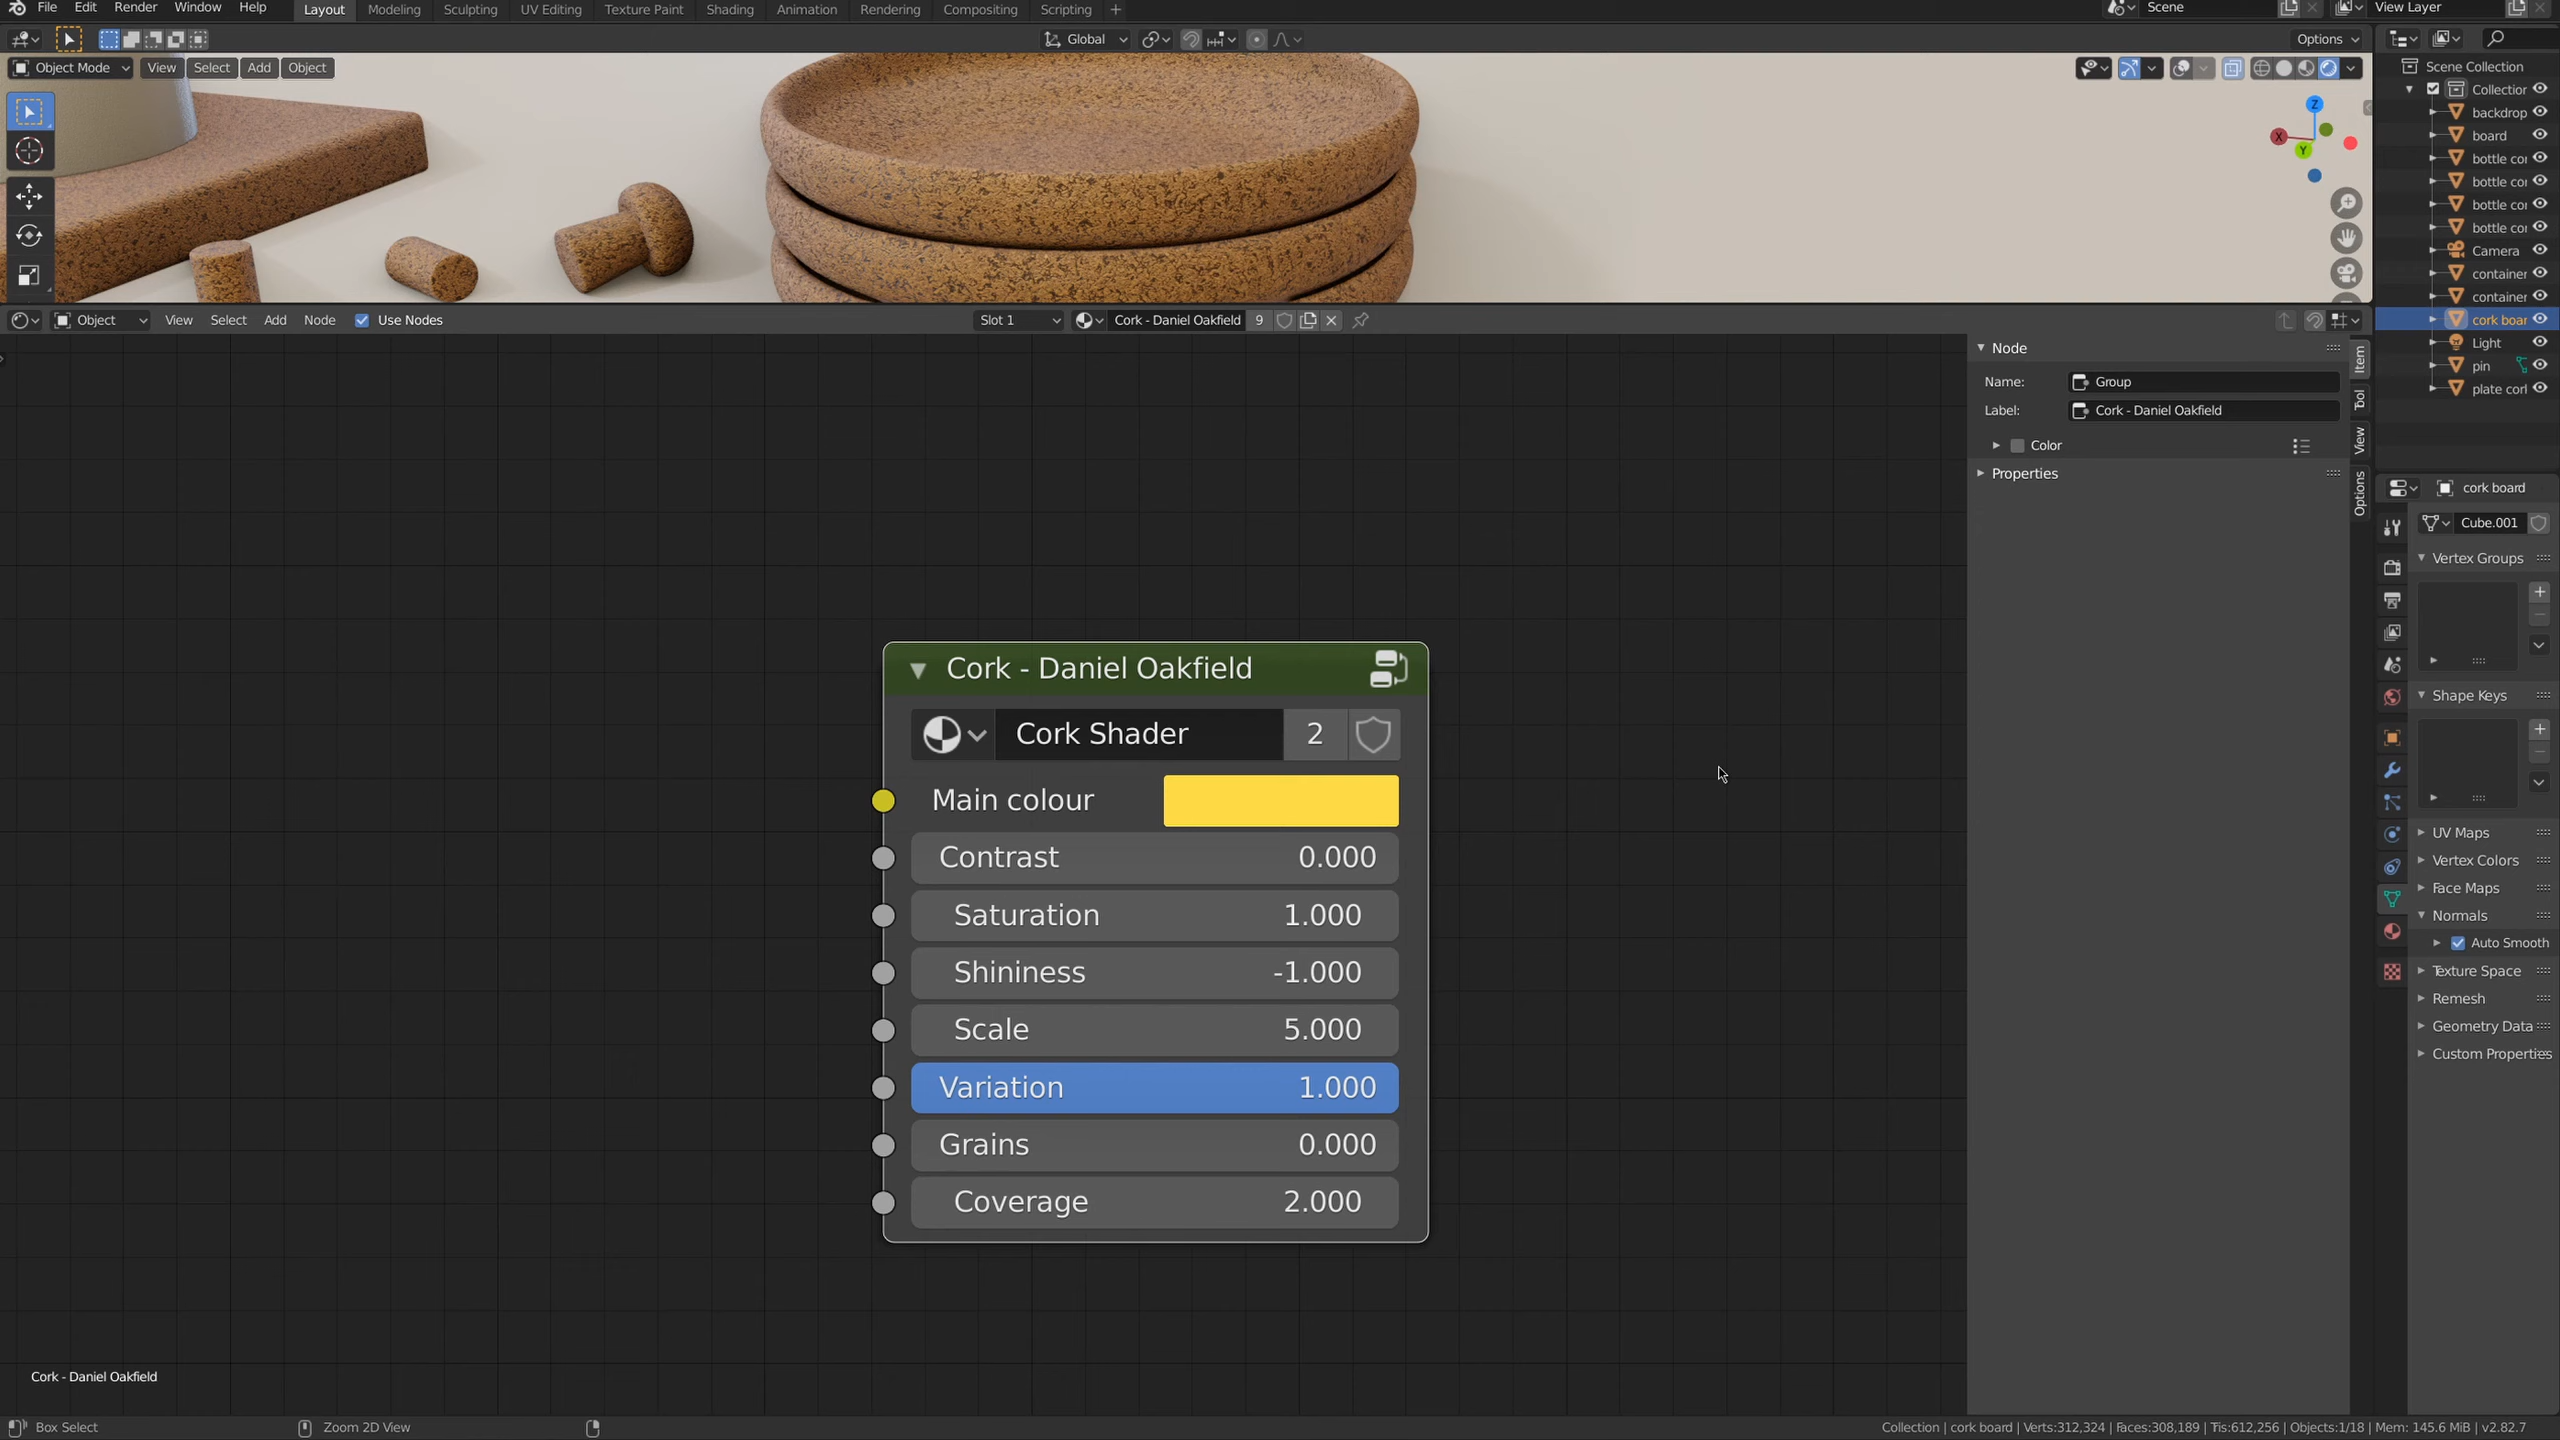 File Edit Render Window Help Layout Modeling Sculpting UV Editing Texture Paint Shading Animation Rendering Compositing Scripting + Scene View Layer
Global Options
Object Mode View Select Add Object
Z
X
Y
Scene Collection
Collection
backdrop
board
bottle cor
bottle cor
bottle cor
bottle cor
Camera
container
container
cork boar
Light
pin
plate corl
Object View Select Add Node Use Nodes Slot 1 Cork - Daniel Oakfield 9
Node
Name: Group
Label: Cork - Daniel Oakfield
Color
Properties
Item
Tool
View
Options
cork board
Cube.001
Vertex Groups
Shape Keys
UV Maps
Vertex Colors
Face Maps
Normals
Auto Smooth
Texture Space
Remesh
Geometry Data
Custom Properties
Cork - Daniel Oakfield
Cork Shader 2
Main colour
Contrast 0.000
Saturation 1.000
Shininess -1.000
Scale 5.000
Variation 1.000
Grains 0.000
Coverage 2.000
Cork - Daniel Oakfield
Box Select Zoom 2D View Collection | cork board | Verts:312,324 | Faces:308,189 | Tris:612,256 | Objects:1/18 | Mem: 145.6 MiB | v2.82.7